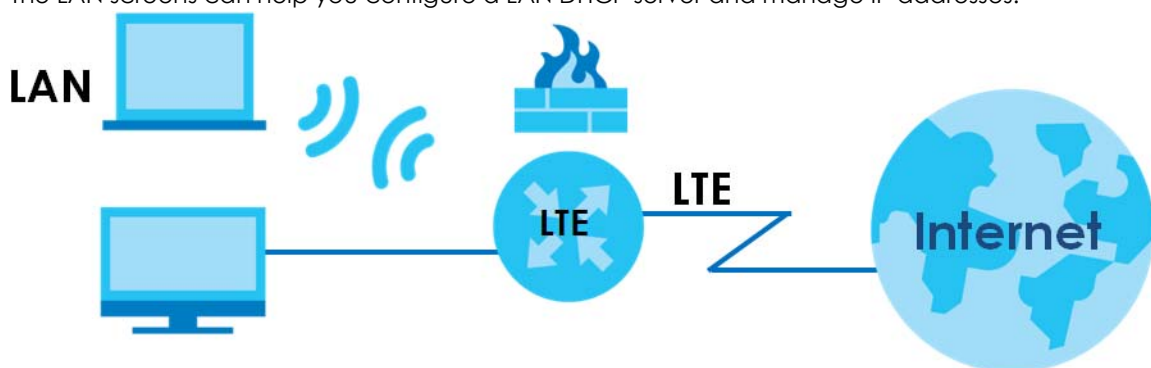 The LAN screens can help you configure a LAN DHCP server and manage IP addresses.
LAN
LTE
LTE
Internet